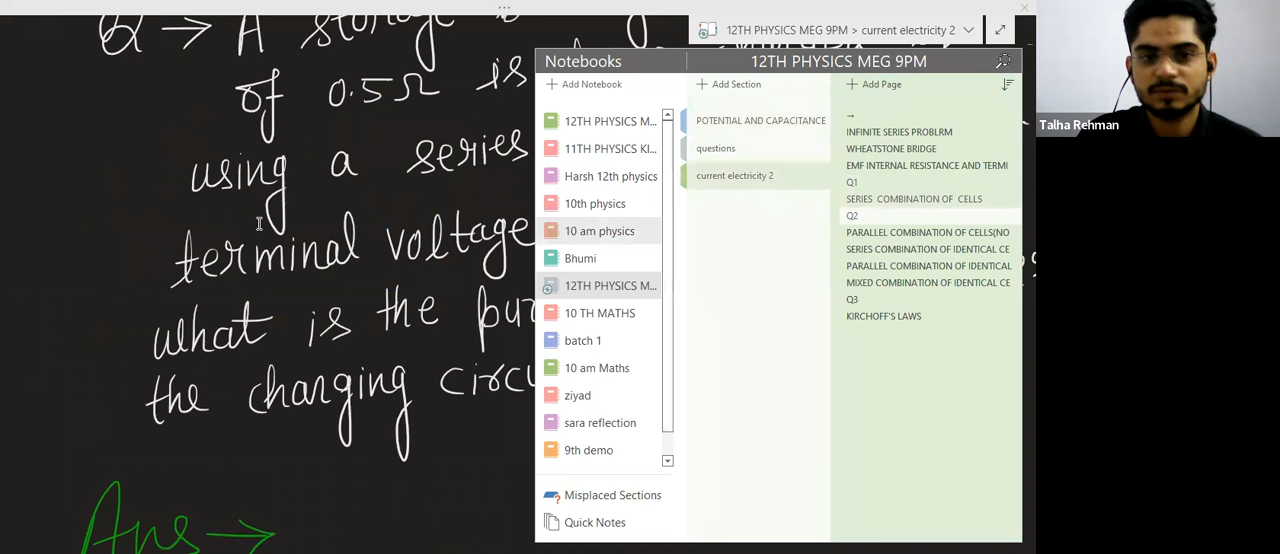 12TH PHYSICS MEG 9PM > current electricity 2
Q → A
of 0.5Ω is
using a series
terminal voltage
what is the
the charging
Ans →
Notebooks
12TH PHYSICS MEG 9PM
+ Add Notebook
+ Add Section
+ Add Page
12TH PHYSICS M...
11TH PHYSICS KI...
Harsh 12th physics
10th physics
10 am physics
Bhumi
12TH PHYSICS M...
10 TH MATHS
batch 1
10 am Maths
ziyad
sara reflection
9th demo
Misplaced Sections
Quick Notes
POTENTIAL AND CAPACITANCE
questions
current electricity 2
→
INFINITE SERIES PROBLRM
WHEATSTONE BRIDGE
EMF INTERNAL RESISTANCE AND TERMI
Q1
SERIES COMBINATION OF CELLS
Q2
PARALLEL COMBINATION OF CELLS(NO
SERIES COMBINATION OF IDENTICAL CE
PARALLEL COMBINATION OF IDENTICAL
MIXED COMBINATION OF IDENTICAL CE
Q3
KIRCHOFF'S LAWS
Talha Rehman